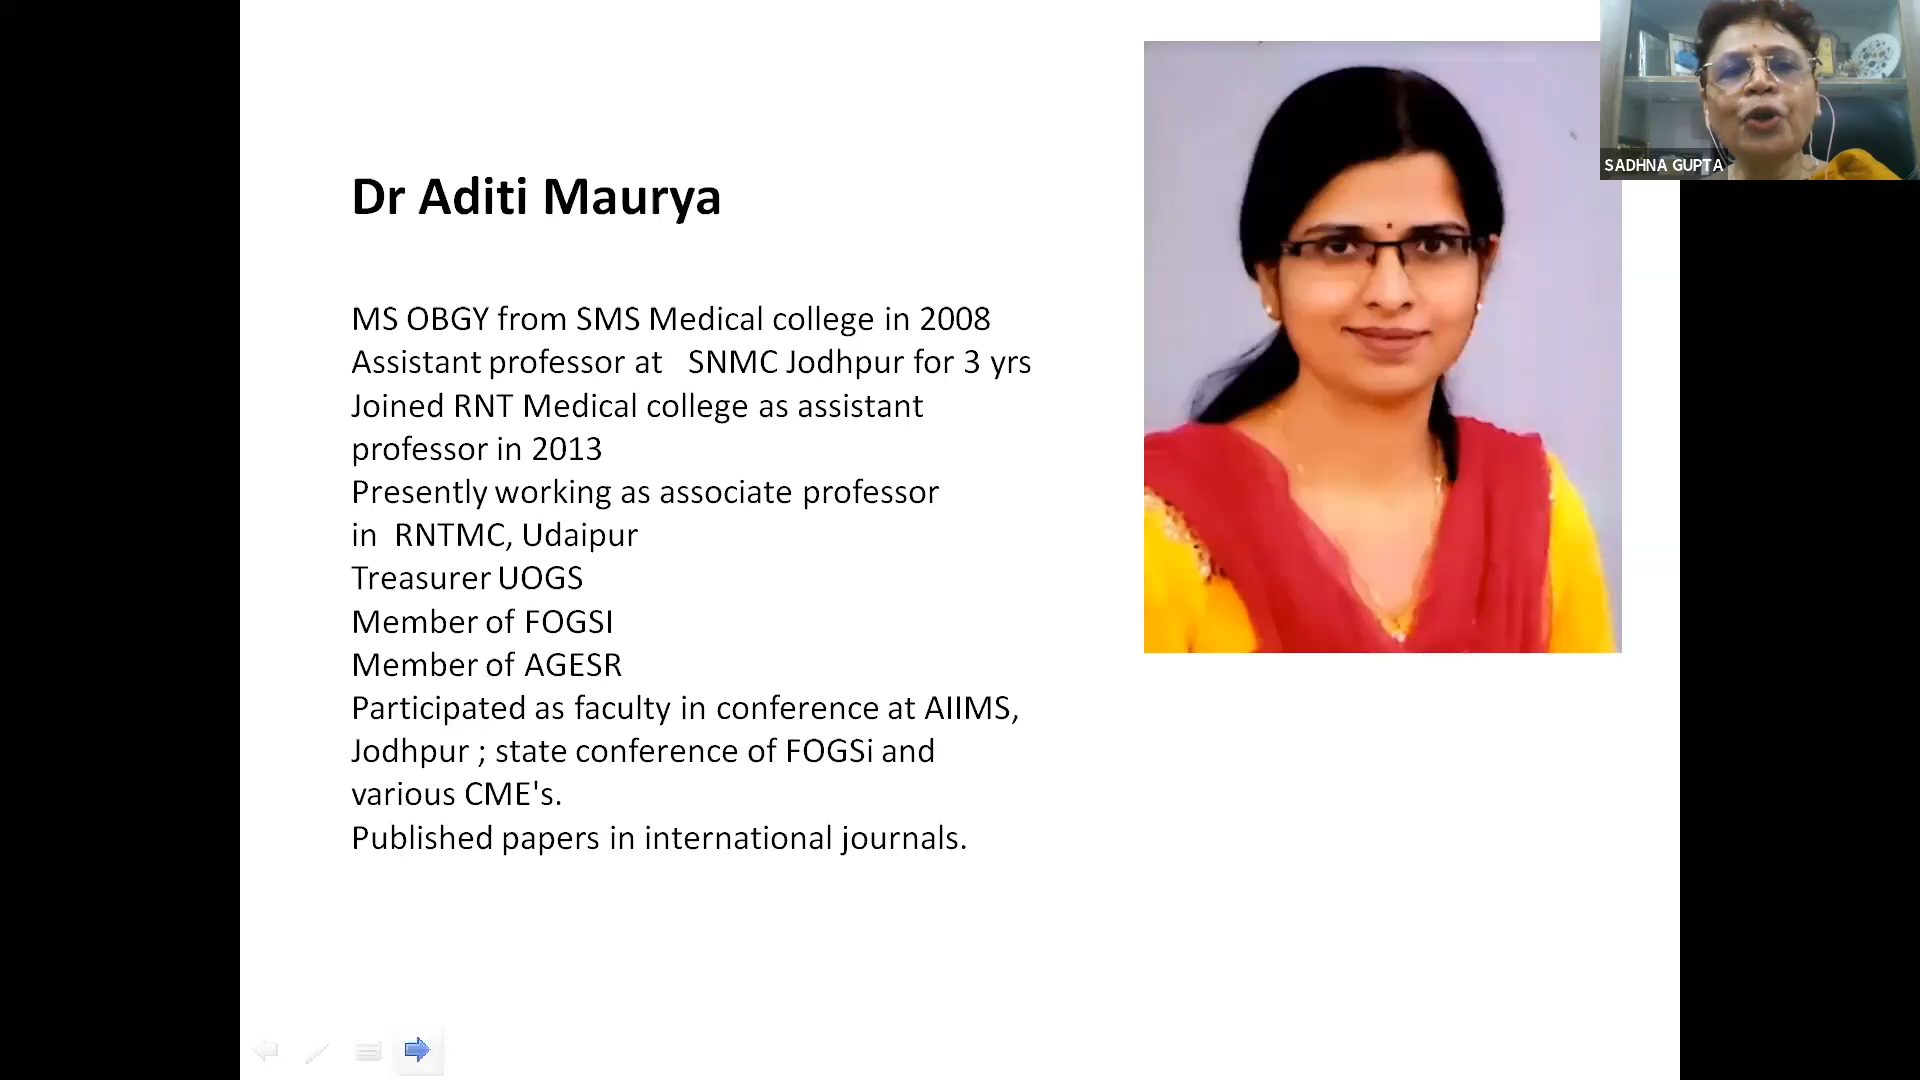 Dr Aditi Maurya
MS OBGY from SMS Medical college in 2008
Assistant professor at SNMC Jodhpur for 3 yrs
Joined RNT Medical college as assistant
professor in 2013
Presently working as associate professor
in RNTMC, Udaipur
Treasurer UOGS
Member of FOGSI
Member of AGESR
Participated as faculty in conference at AIIMS,
Jodhpur ; state conference of FOGSi and
various CME's.
Published papers in international journals.
SADHNA GUPTA